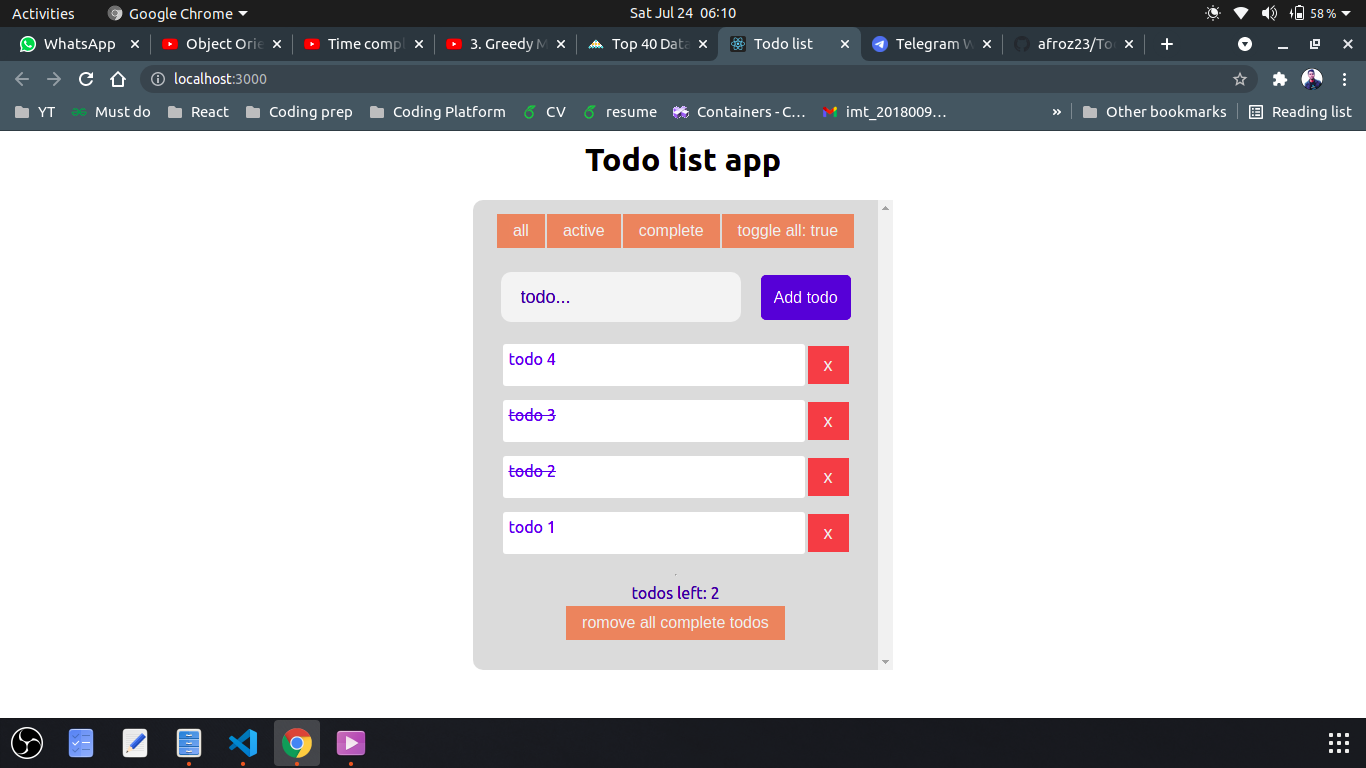 Activities Google Chrome Sat Jul 24 06:10 58 %
WhatsApp Object Orie Time compl 3. Greedy M Top 40 Data Todo list Telegram W afroz23/To
localhost:3000
YT Must do React Coding prep Coding Platform CV resume Containers - C… imt_2018009… » Other bookmarks Reading list
Todo list app
all active complete toggle all: true
todo... Add todo
todo 4 x
todo 3 x
todo 2 x
todo 1 x
todos left: 2
romove all complete todos